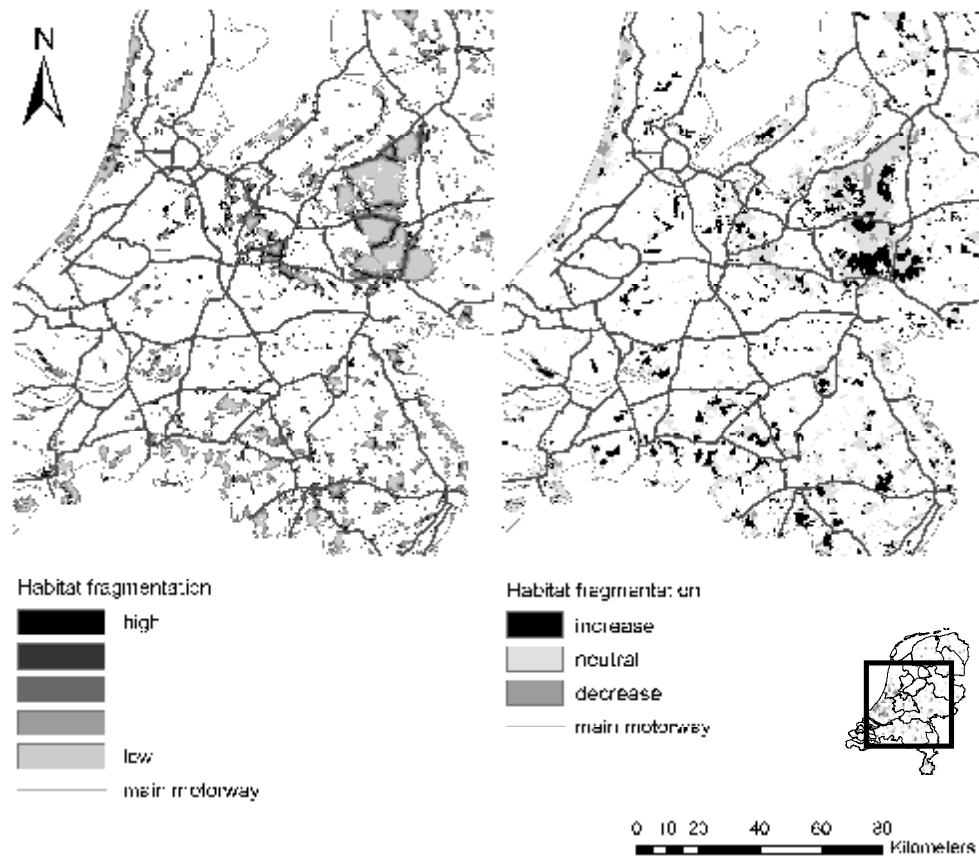 N
Habitat fragmentation
high
low
main motorway
Habitat fragmentation
increase
neutral
decrease
main motorway
0 10 20 40 60 80
Kilometers